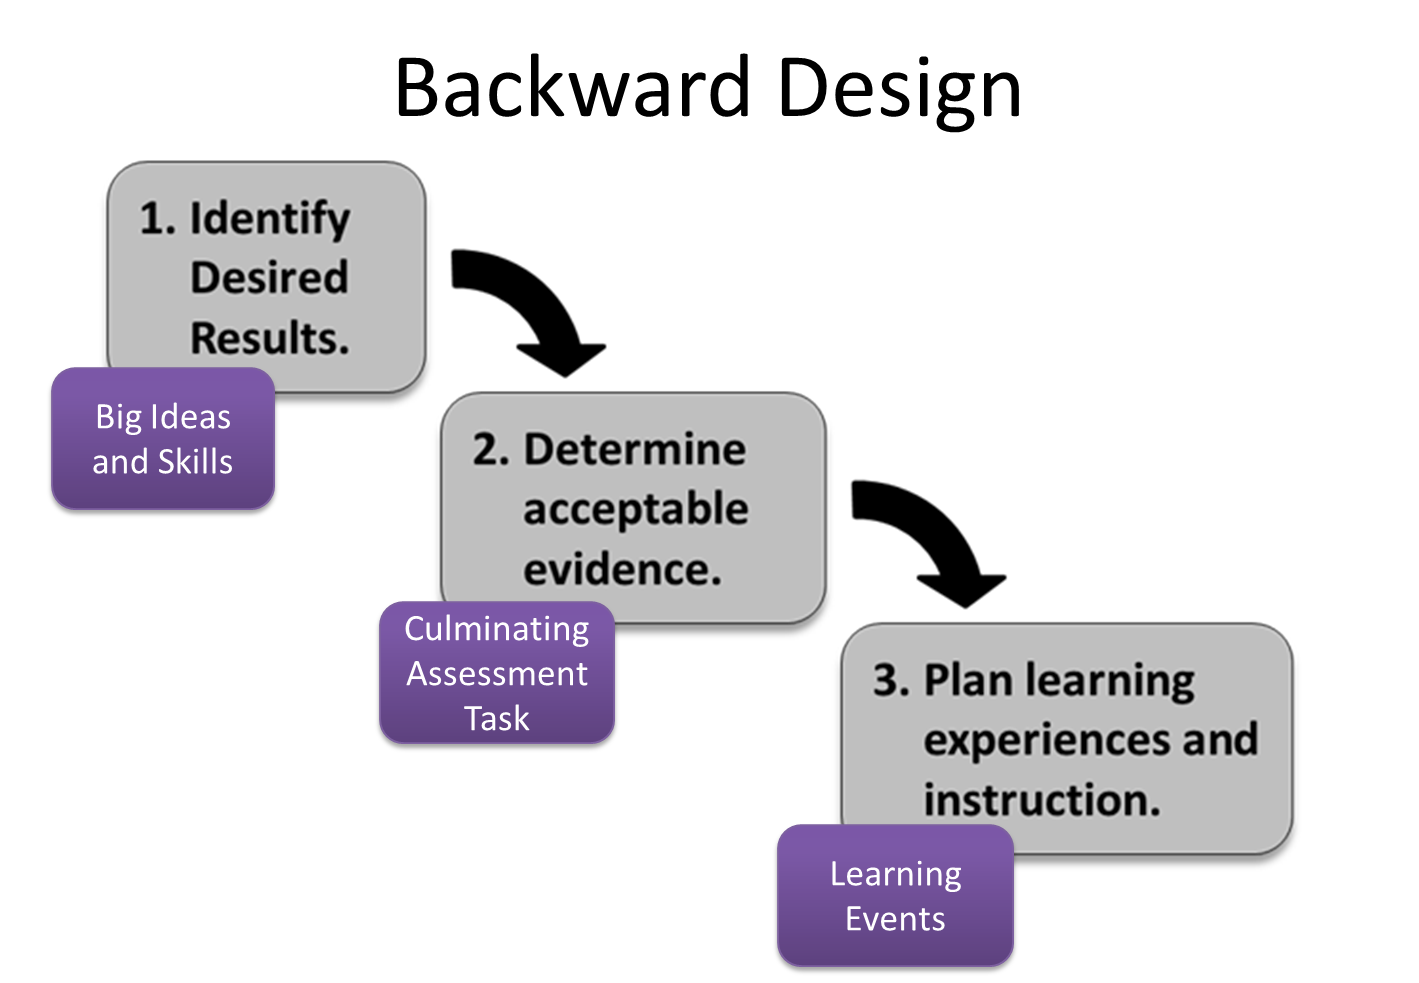 Backward Design
1. Identify
Desired
Results.
Big Ideas
and Skills
2. Determine
acceptable
evidence.
Culminating
Assessment
Task
3. Plan learning
experiences and
instruction.
Learning
Events